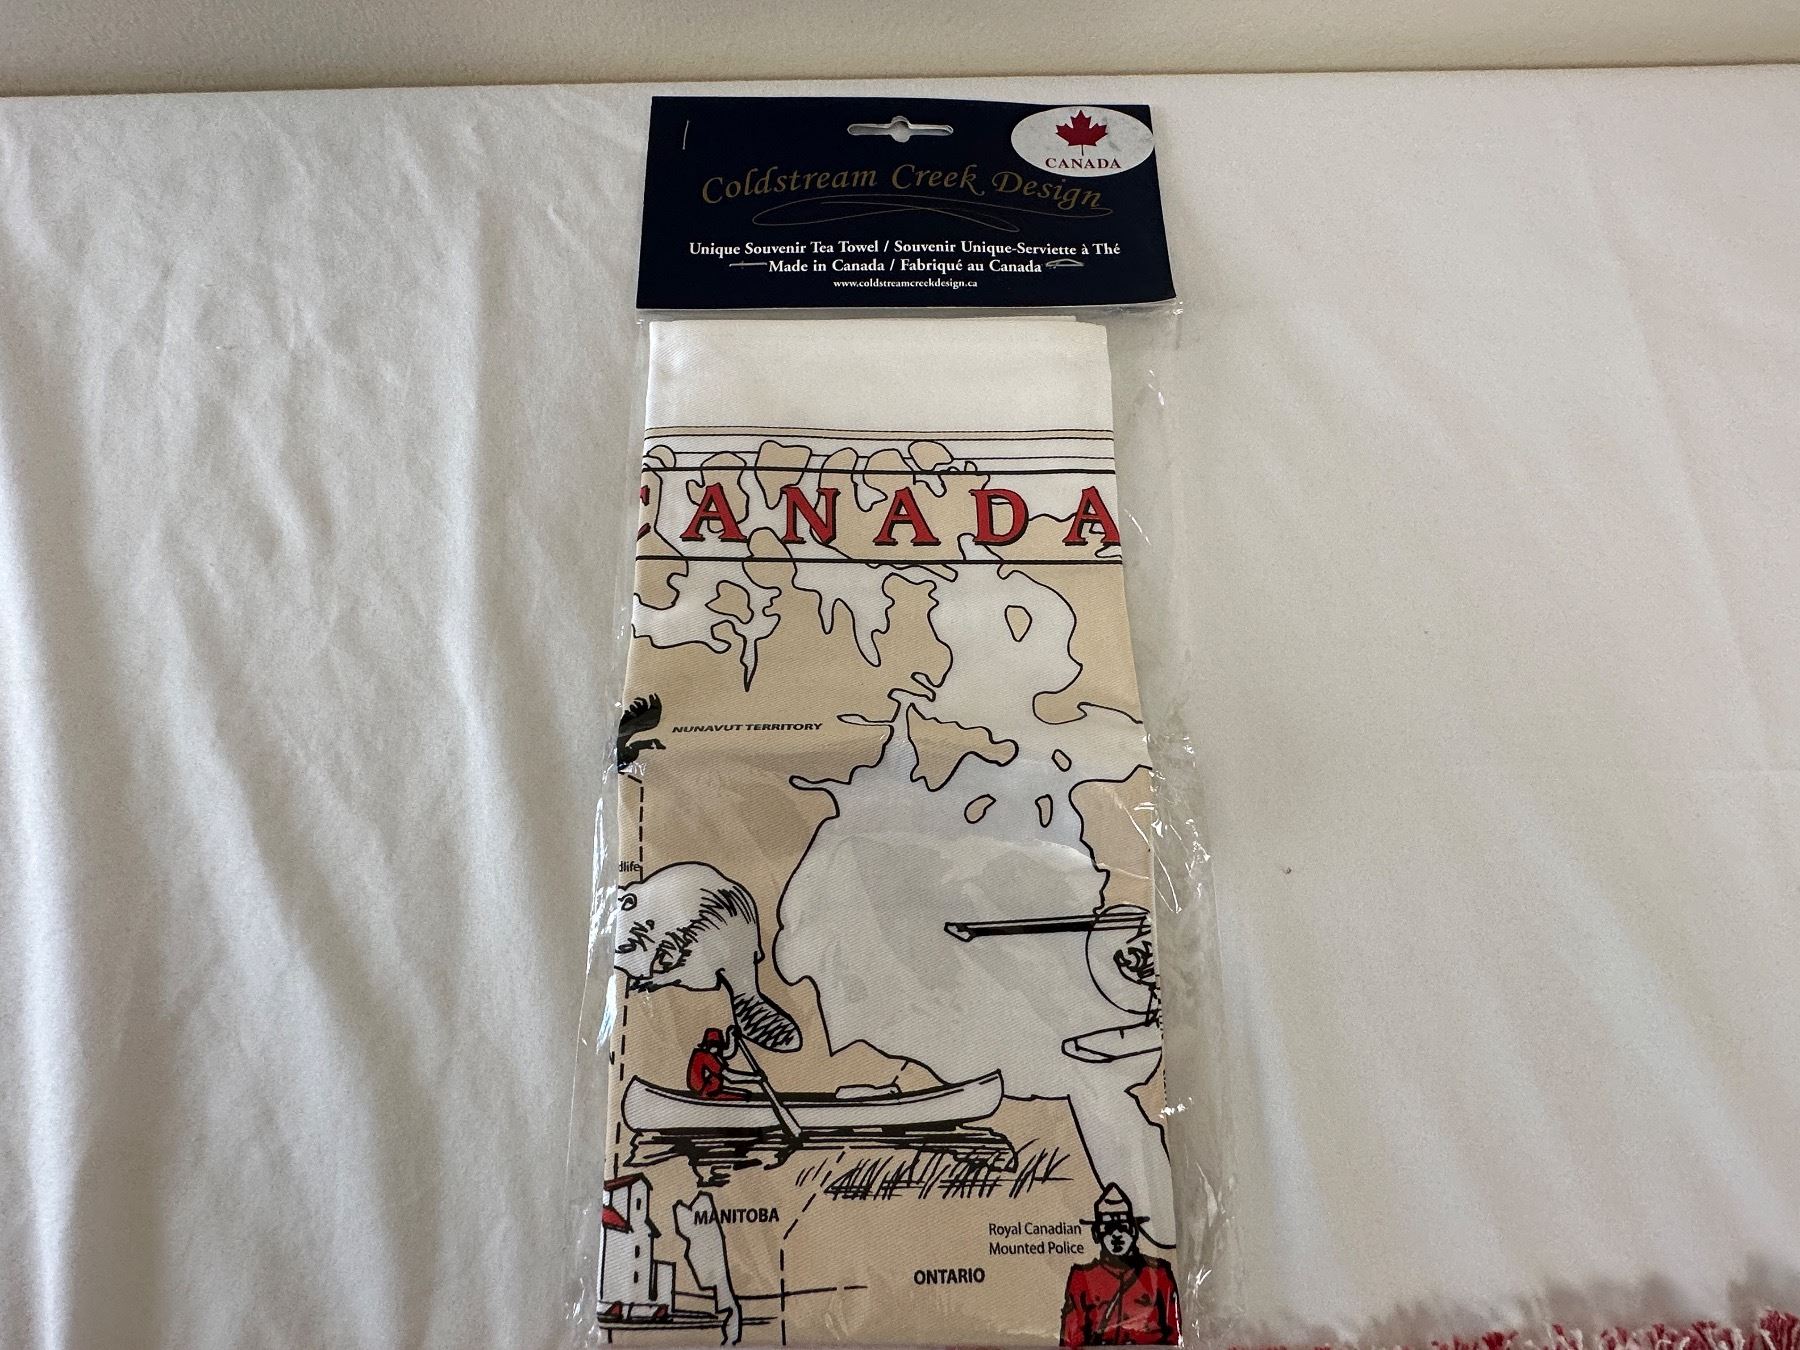 CANADA
Coldstream Creek Design
Unique Souvenir Tea Towel / Souvenir Unique-Serviette à Thé
Made in Canada / Fabriqué au Canada
www.coldstreamcreekdesign.ca
CANADA
NUNAVUT TERRITORY
MANITOBA
Royal Canadian
Mounted Police
ONTARIO